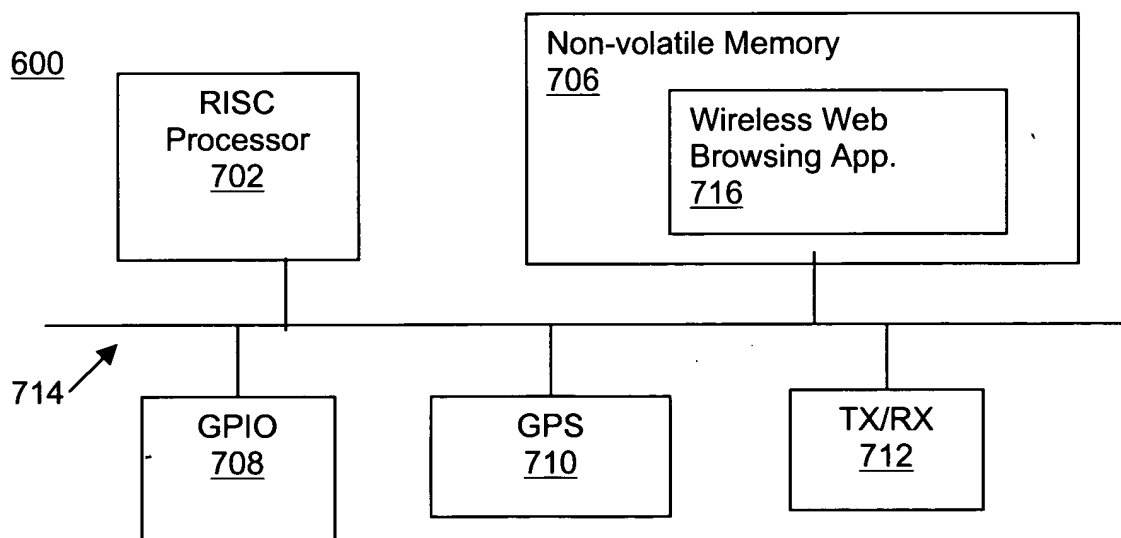 600
RISC
Processor
702
Non-volatile Memory
706
Wireless Web
Browsing App.
716
714
GPIO
708
GPS
710
TX/RX
712